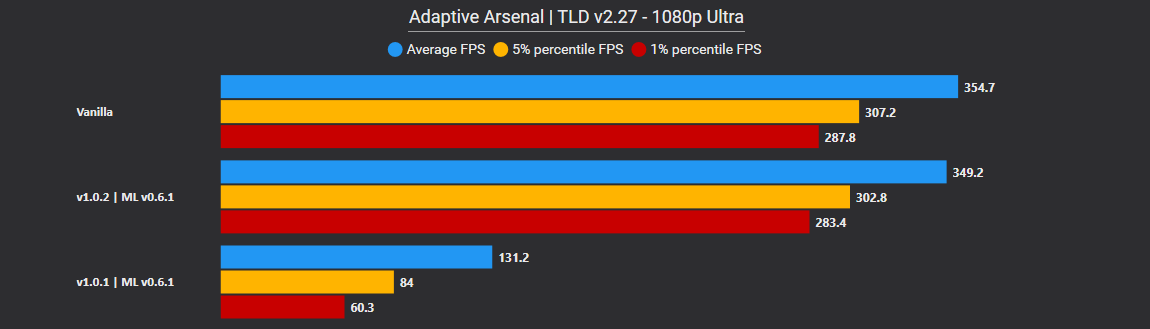 Adaptive Arsenal | TLD v2.27 - 1080p Ultra
Average FPS 5% percentile FPS 1% percentile FPS
354.7
Vanilla 307.2
287.8
349.2
v1.0.2 | ML v0.6.1 302.8
283.4
131.2
v1.0.1 | ML v0.6.1 84
60.3